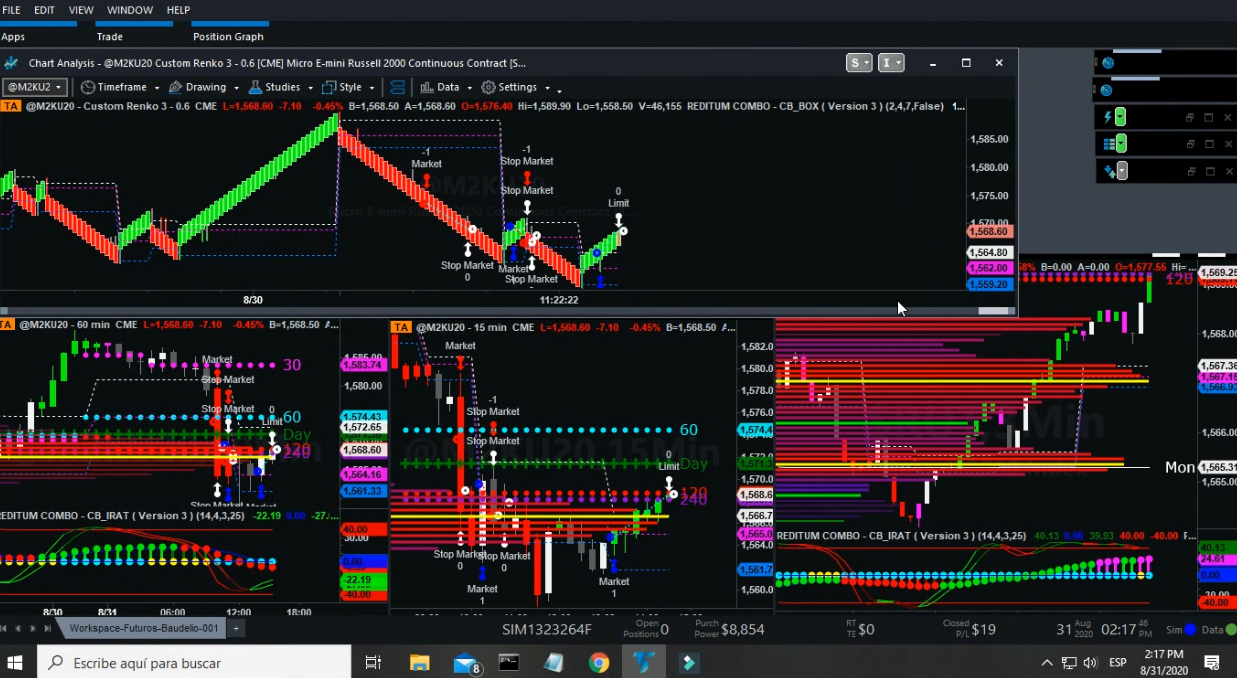 FILE EDIT VIEW WINDOW HELP
Apps Trade Position Graph
Chart Analysis - @M2KU20 Custom Renko 3 - 0.6 [CME] Micro E-mini Russell 2000 Continuous Contract [S...
S I
@M2KU2 Timeframe Drawing Studies Style Data Settings
TA @M2KU20 - Custom Renko 3 - 0.6 CME L=1,568.60 -7.10 -0.45% B=1,568.50 A=1,568.60 O=1,576.40 Hi=1,589.90 Lo=1,558.50 V=46,155 REDITUM COMBO - CB_BOX ( Version 3 ) (2,4,7,False) 1...
1,585.00
1,580.00
1,575.00
1,570.00
1,568.60
1,564.80
1,562.00
1,559.20
-1
Market
-1
Stop Market
Stop Market
0
Limit
@M2KU20
0
Stop Market
Market
Stop Market
8/30 11:22:22
TA @M2KU20 - 60 min CME L=1,568.60 -7.10 -0.45% B=1,568.50 A...
Market
Stop Market
Stop Market
0
Limit
30
60
Day
120
240
1,583.74
1,580.00
1,574.43
1,572.65
1,568.60
1,564.16
1,561.33
REDITUM COMBO - CB_IRAT ( Version 3 ) (14,4,3,25) -22.19 0.00 -27...
40.00
30.00
0.00
-22.19
-40.00
8/30 8/31 06:00 12:00 18:00
TA @M2KU20 - 15 min CME L=1,568.60 -7.10 -0.45% B=1,568.50 A...
Market
-1
Stop Market
Stop Market
0
Limit
60
Day
120
240
@M2KU20 15 Min
Stop Market
0
Stop Market
0
Market
1
Market
1
1,582.0
1,580.0
1,578.0
1,576.0
1,574.4
1,572.0
1,571.3
1,570.0
1,568.6
1,566.7
1,565.0
1,564.0
1,561.7
1,560.0
B=0.00 A=0.00 O=1,577.55 Hi=...
120
Mon
1,569.25
1,568.00
1,567.36
1,567.15
1,566.93
1,566.00
1,565.31
1,565.00
REDITUM COMBO - CB_IRAT ( Version 3 ) (14,4,3,25) 40.13 0.00 39.93 40.00 -40.00 F...
40.13
24.61
0.00
-30.00
-40.00
Workspace-Futuros-Baudelio-001 +
SIM1323264F Open Positions 0 Purch Power $8,854 RT TE $0 Closed P/L $19 31 Aug 2020 02:17 46 PM Sim Data
Escribe aquí para buscar
8
ESP
2:17 PM
8/31/2020